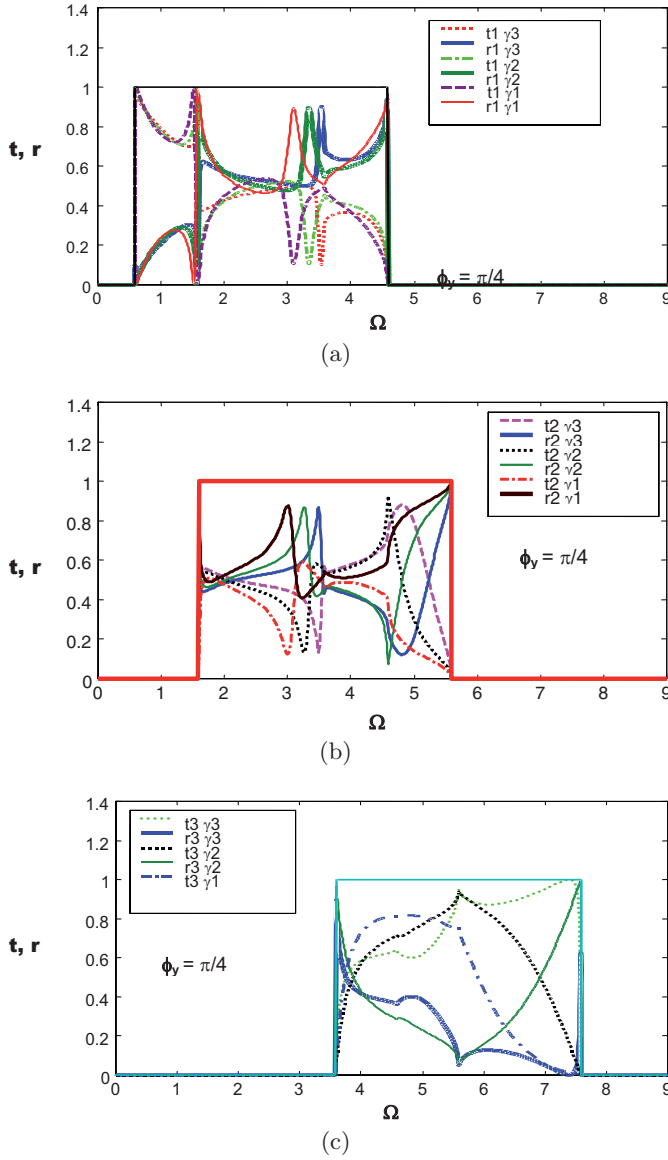 1.4
1.2
1
0.8
0.6
0.4
0.2
0
t, r
t1 γ3
r1 γ3
t1 γ2
r1 γ2
t1 γ1
r1 γ1
ϕy = π/4
0 1 2 3 4 5 6 7 8 9
Ω
(a)
1.4
1.2
1
0.8
0.6
0.4
0.2
0
t, r
t2 γ3
r2 γ3
t2 γ2
r2 γ2
t2 γ1
r2 γ1
ϕy = π/4
0 1 2 3 4 5 6 7 8 9
Ω
(b)
1.4
1.2
1
0.8
0.6
0.4
0.2
0
t, r
t3 γ3
r3 γ3
t3 γ2
r3 γ2
t3 γ1
ϕy = π/4
0 1 2 3 4 5 6 7 8 9
Ω
(c)